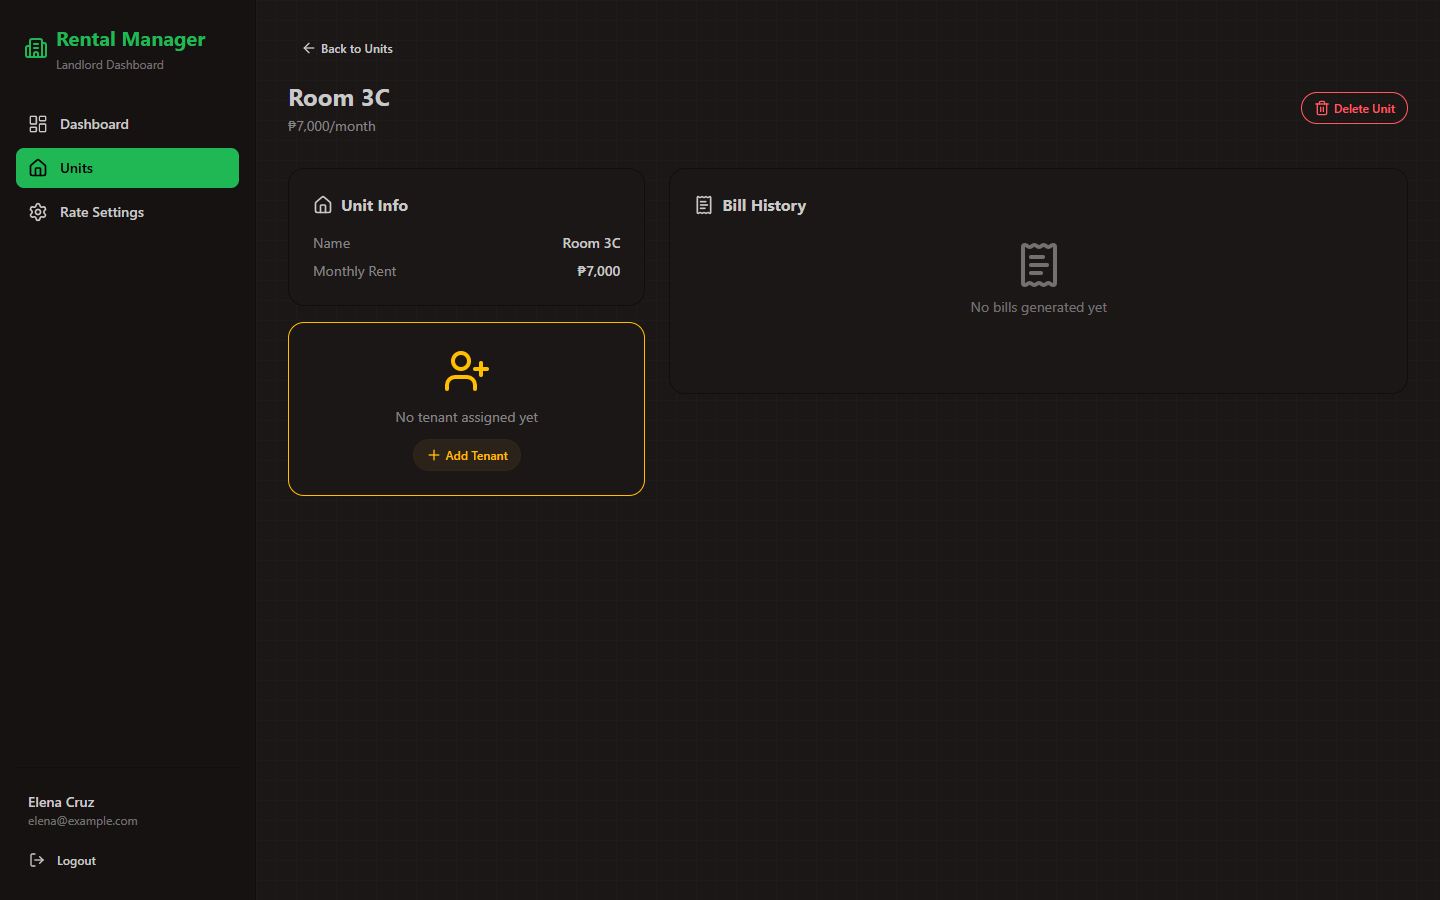 Rental Manager
Landlord Dashboard
Dashboard
Units
Rate Settings
Elena Cruz
elena@example.com
Logout
Back to Units
Room 3C
₱7,000/month
Delete Unit
Unit Info
Name Room 3C
Monthly Rent ₱7,000
No tenant assigned yet
Add Tenant
Bill History
No bills generated yet